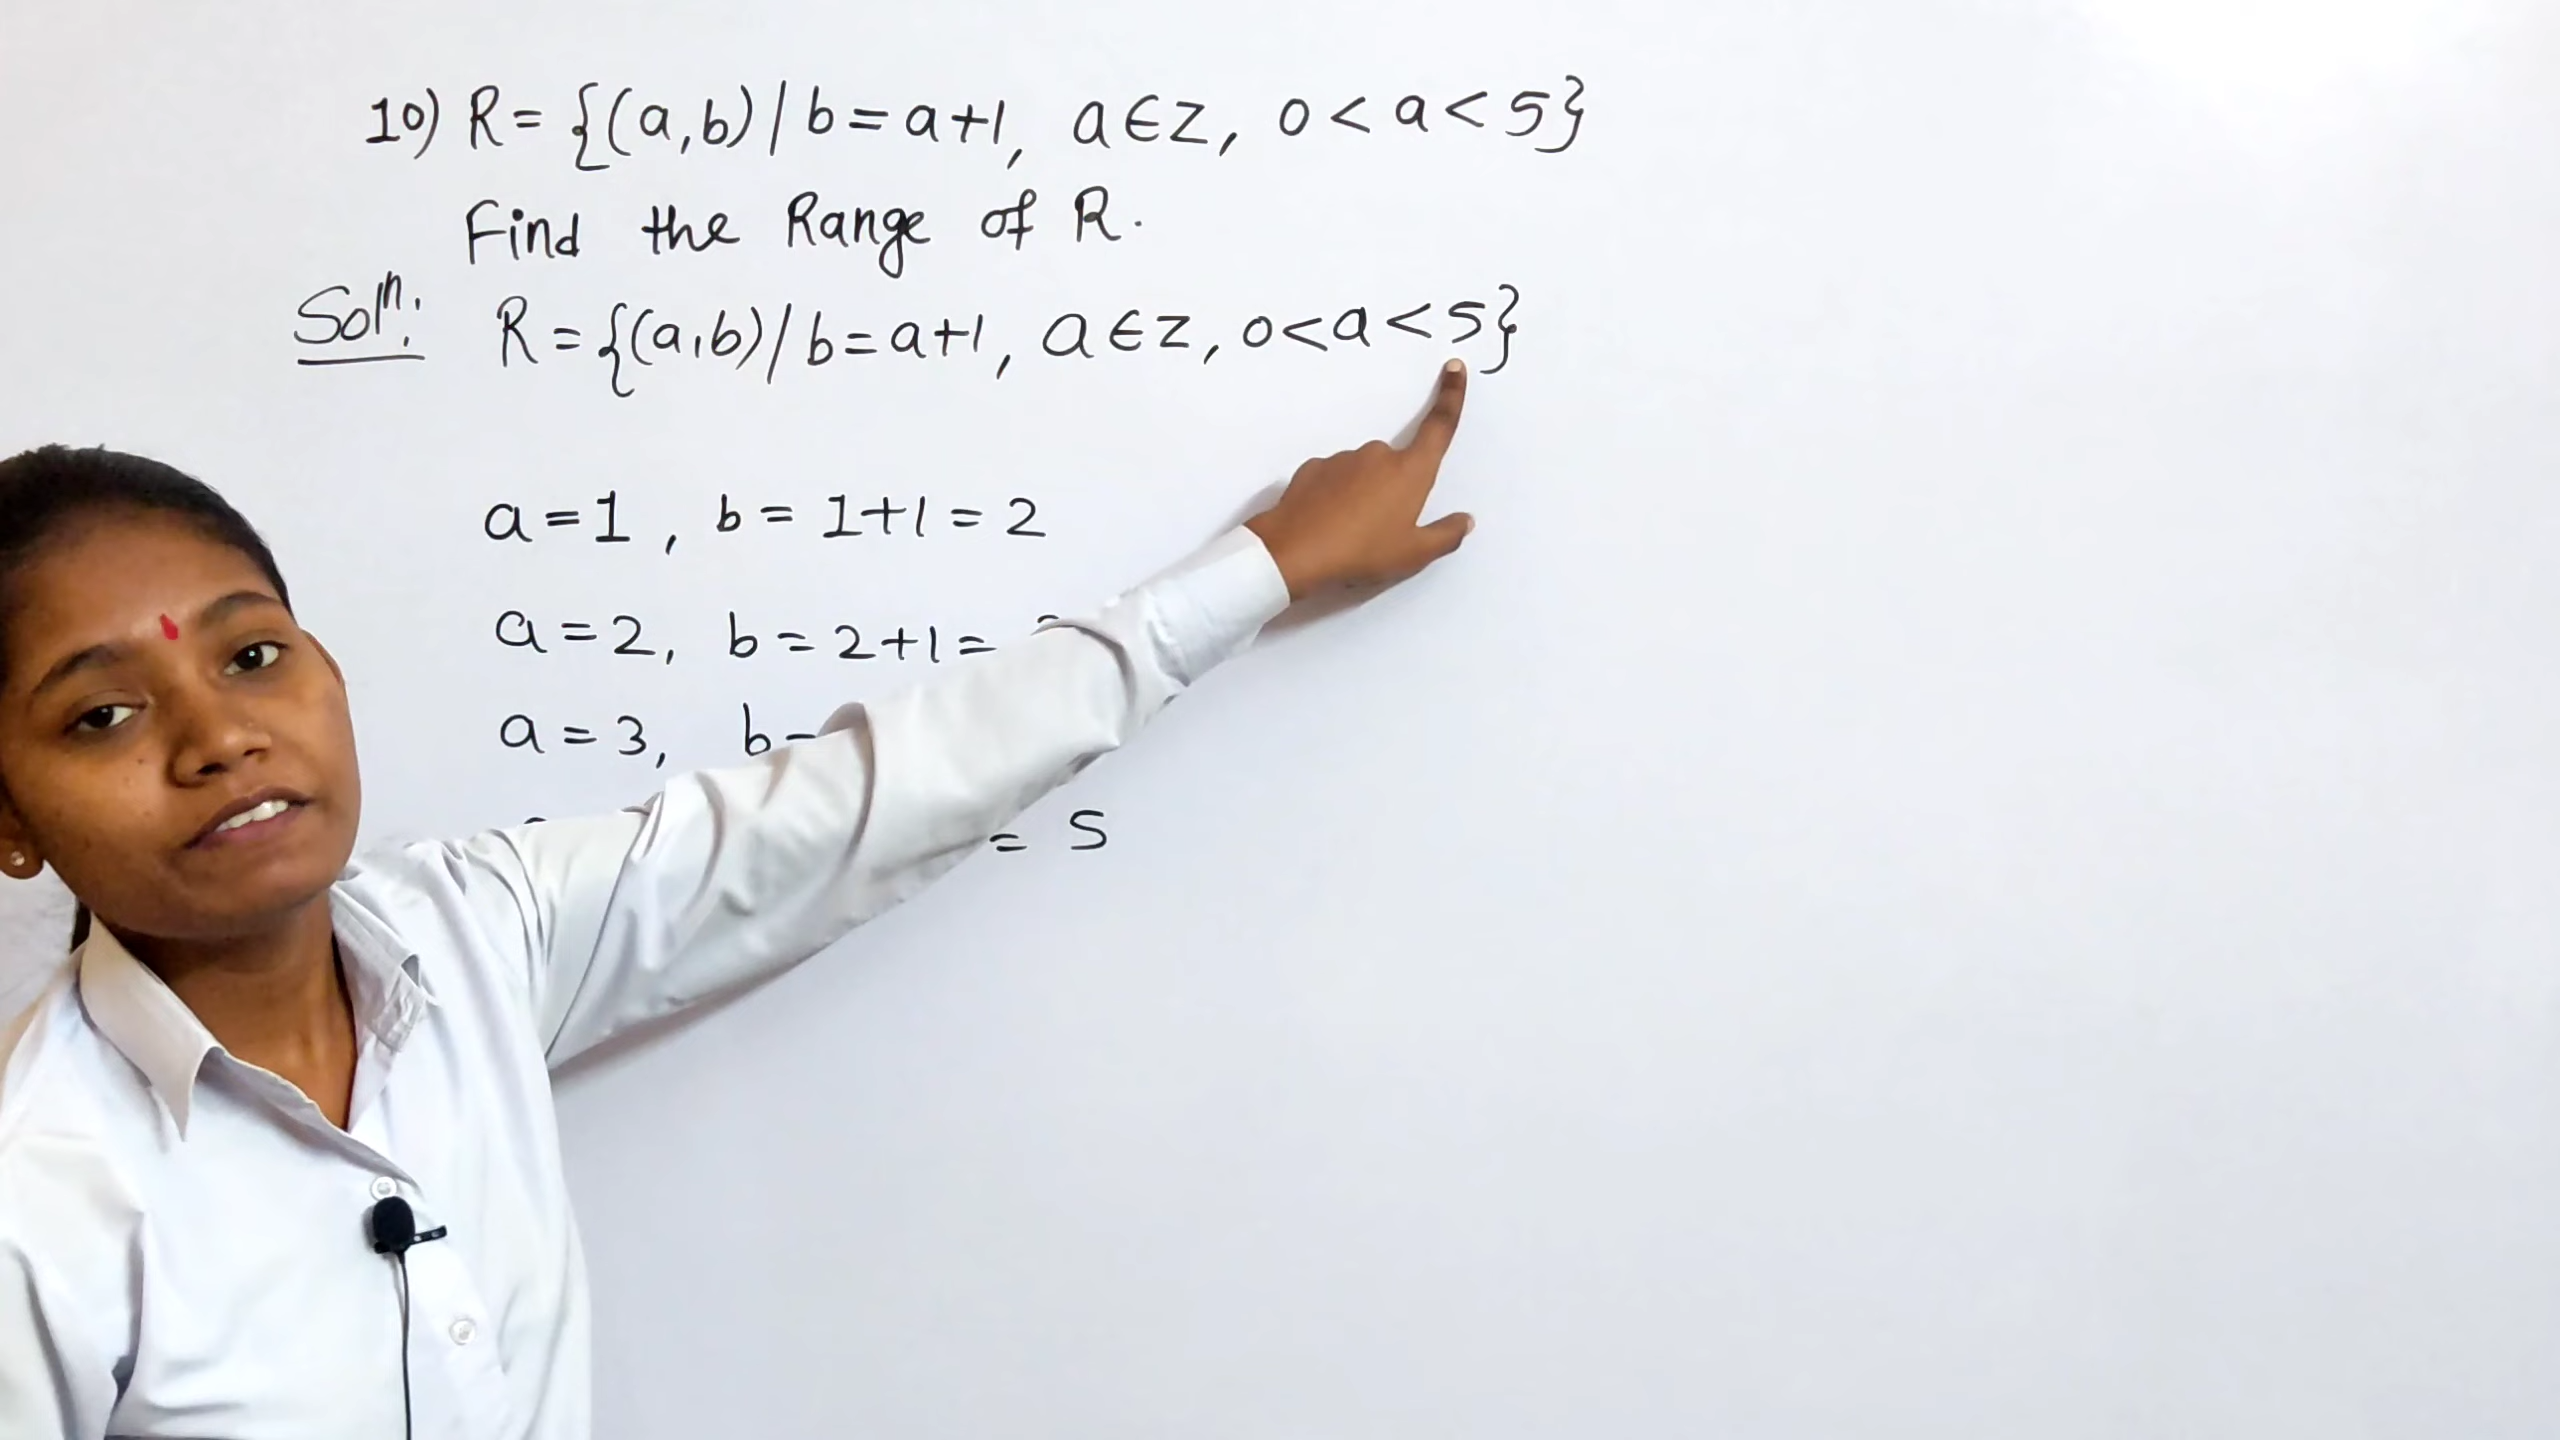 10) R = {(a,b) / b = a+1, a∈z, 0 < a < 5}
Find the Range of R.
Solⁿ: R = {(a,b) / b = a+1, a∈z, 0<a<5}
a = 1, b = 1+1 = 2
a = 2, b = 2+1 =
a = 3, b =
= 5